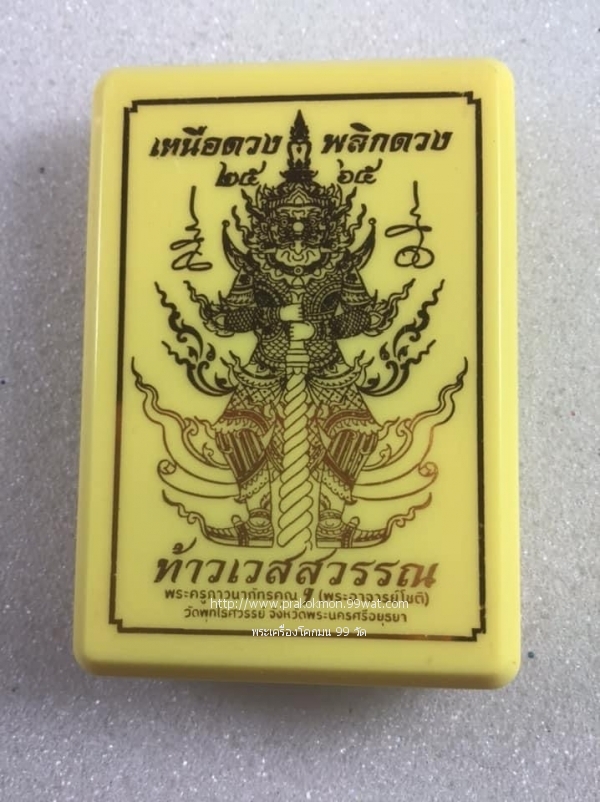 เหนือดวง พลิกดวง
๒๕ ๖๕
ท้าวเวสสุวรรณ
พระครูภาวนาภัทรคุณ (พระอาจารย์โชติ)
http://www.prakolmon.99wat.com
วัดพุทไธศวรรย์ จังหวัดพระนครศรีอยุธยา
พระเครื่องโคกมน 99 วัด